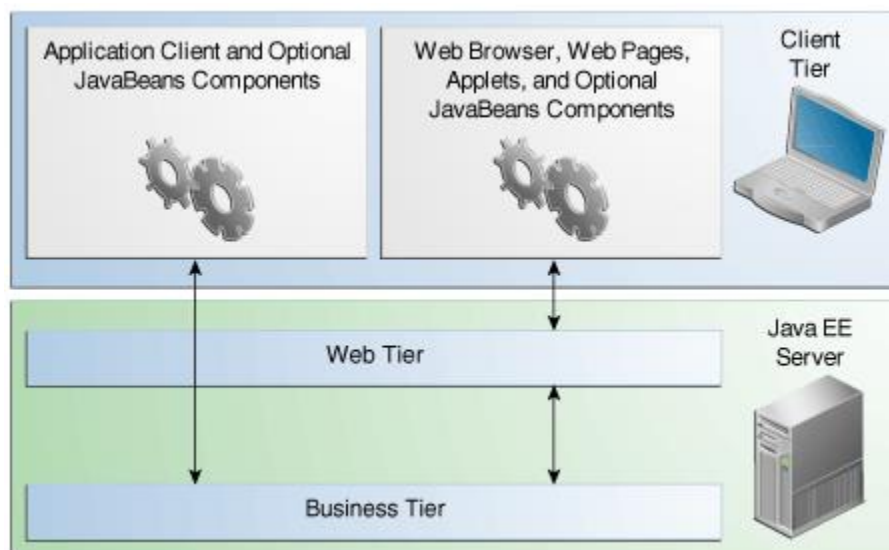 Application Client and Optional
JavaBeans Components
Web Browser, Web Pages,
Applets, and Optional
JavaBeans Components
Client
Tier
Web Tier
Java EE
Server
Business Tier